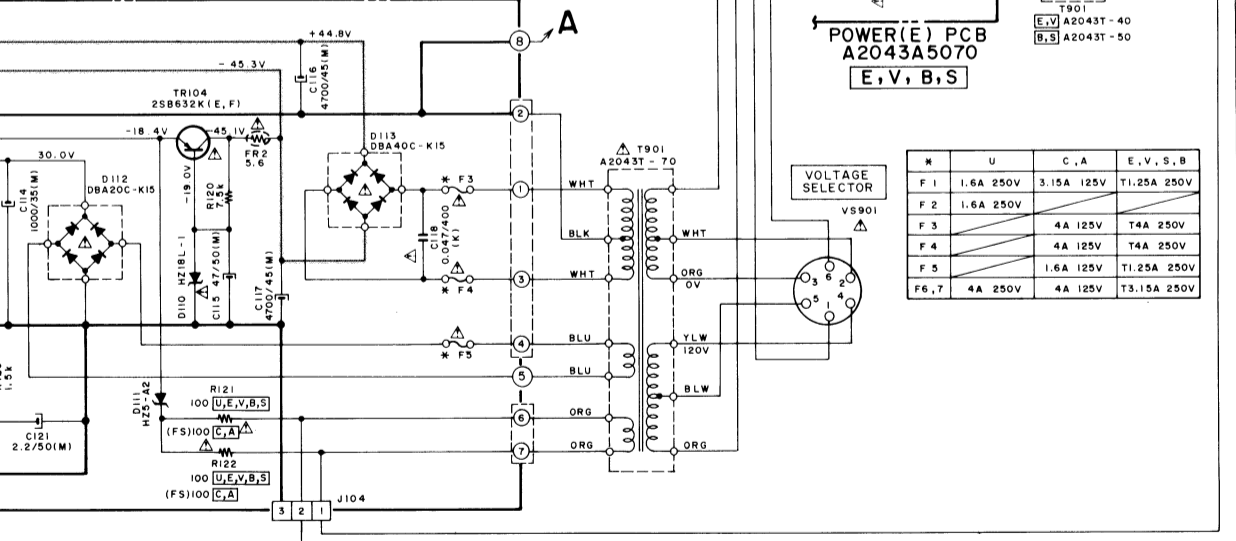 A
+44.8V
8
- 45.3V
C116
4700/45(M)
TR104
2SB632K(E,F)
2
-18.4V
-45.1V
FR2
5.6
D113
DBA40C-K15
30.0V
D112
DBA20C-K15
C114
1000/35(M)
-19.0V
R120
7.5k
* F3
1
WHT
C118
0.047/400
(K)
BLK
* F4
3
WHT
D110 HZ18L-1
C115 47/50(M)
C117
4700/45(M)
* F5
4
BLU
5
BLU
1.5k
D111
HZ5-A2
R121
100 U,E,V,B,S
(FS)100 C,A
6
ORG
7
ORG
R122
100 U,E,V,B,S
(FS)100 C,A
C121
2.2/50(M)
3 2 1
J104
T901
A2043T-70
WHT
ORG
0V
YLW
120V
BLW
ORG
POWER(E) PCB
A2043A5070
E,V,B,S
T901
E,V A2043T-40
B,S A2043T-50
VOLTAGE
SELECTOR
VS901
3 6 2
5 1 4
* U C,A E,V,S,B
F1 1.6A 250V 3.15A 125V T1.25A 250V
F2 1.6A 250V
F3 4A 125V T4A 250V
F4 4A 125V T4A 250V
F5 1.6A 125V T1.25A 250V
F6,7 4A 250V 4A 125V T3.15A 250V